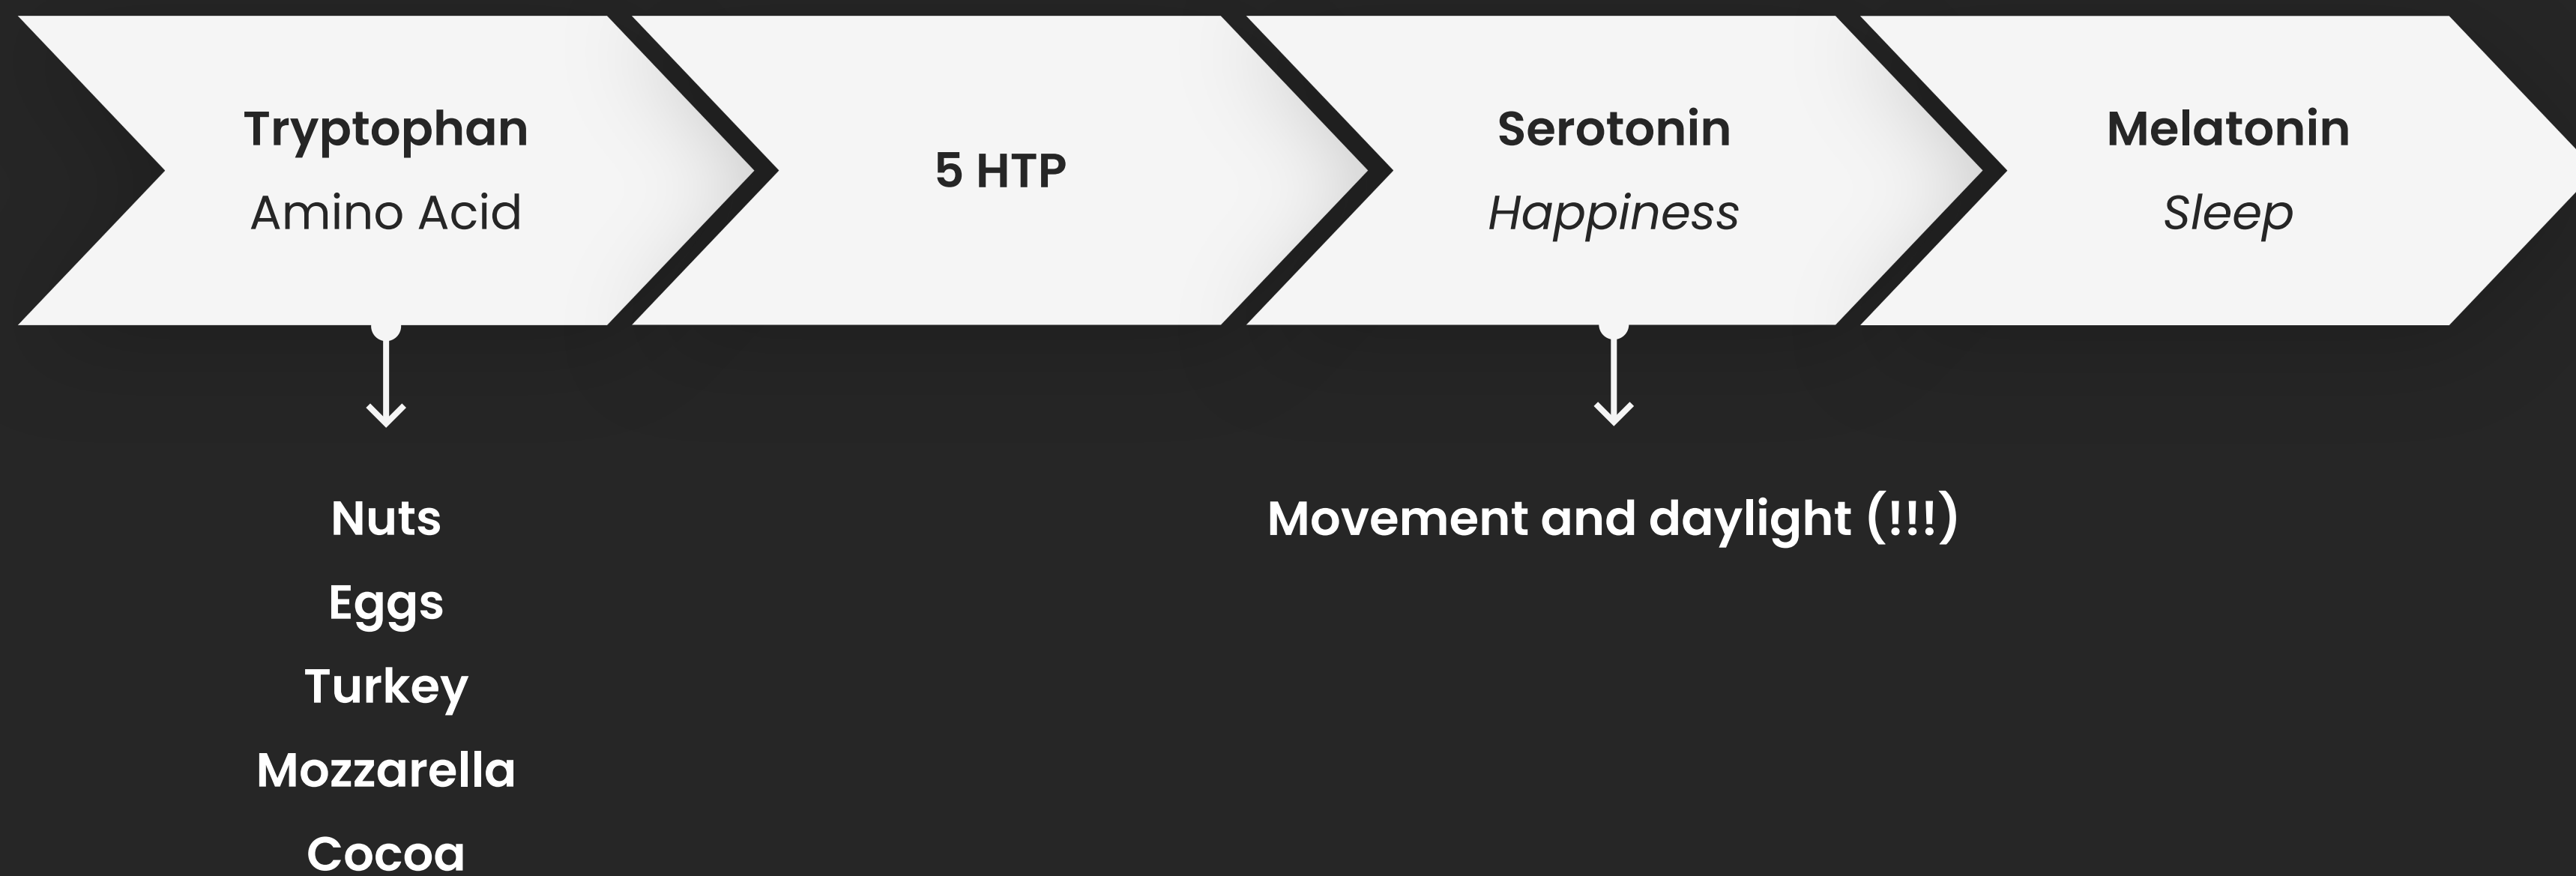 Tryptophan
Amino Acid
5 HTP
Serotonin
Happiness
Melatonin
Sleep
Nuts
Eggs
Turkey
Mozzarella
Cocoa
Movement and daylight (!!!)